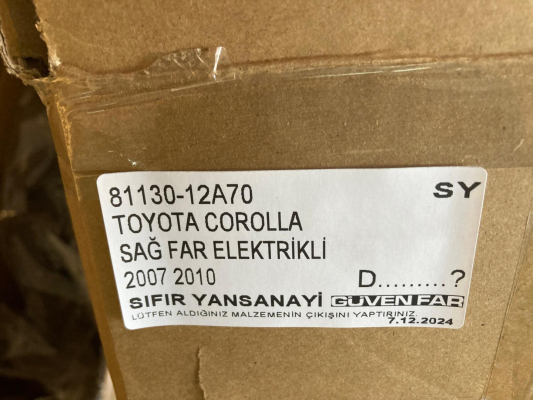 81130-12A70 SY
TOYOTA COROLLA
SAĞ FAR ELEKTRİKLİ
2007 2010 D.........?
SIFIR YANSANAYİ GÜVEN FAR
LÜTFEN ALDIĞINIZ MALZEMENİN ÇIKIŞINI YAPTIRINIZ.
7.12.2024